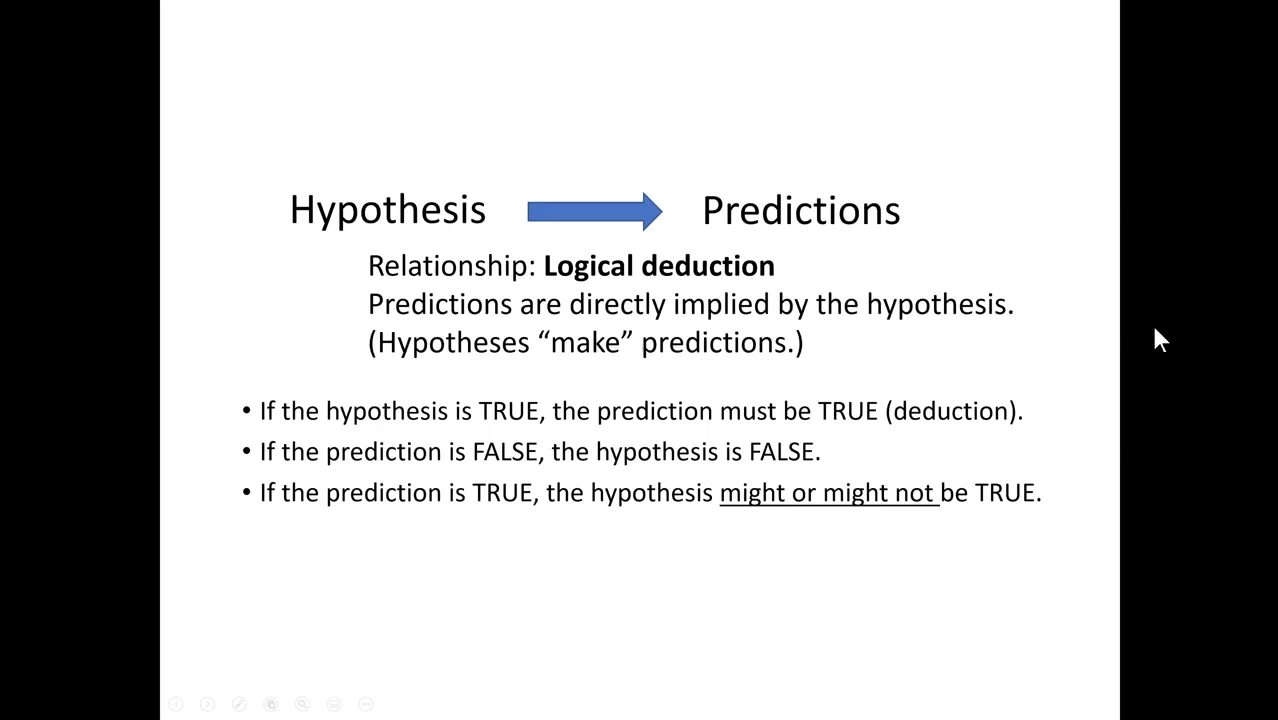 Hypothesis Predictions
Relationship: Logical deduction
Predictions are directly implied by the hypothesis.
(Hypotheses “make” predictions.)
• If the hypothesis is TRUE, the prediction must be TRUE (deduction).
• If the prediction is FALSE, the hypothesis is FALSE.
• If the prediction is TRUE, the hypothesis might or might not be TRUE.